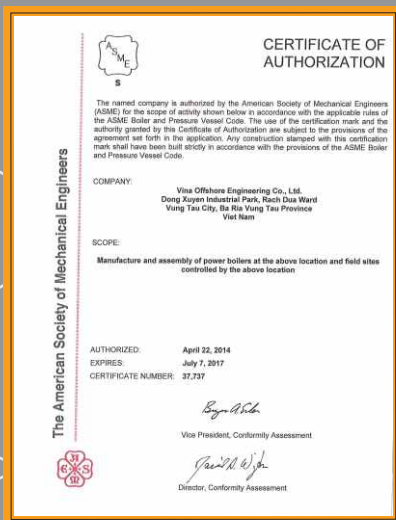 ASME
S
CERTIFICATE OF
AUTHORIZATION
The named company is authorized by the American Society of Mechanical Engineers
(ASME) for the scope of activity shown below in accordance with the applicable rules of
the ASME Boiler and Pressure Vessel Code. The use of the certification mark and the
authority granted by this Certificate of Authorization are subject to the provisions of the
agreement set forth in the application. Any construction stamped with this certification
mark shall have been built strictly in accordance with the provisions of the ASME Boiler
and Pressure Vessel Code.
COMPANY:
Vina Offshore Engineering Co., Ltd.
Dong Xuyen Industrial Park, Rach Dua Ward
Vung Tau City, Ba Ria Vung Tau Province
Viet Nam
SCOPE:
Manufacture and assembly of power boilers at the above location and field sites
controlled by the above location
AUTHORIZED: April 22, 2014
EXPIRES: July 7, 2017
CERTIFICATE NUMBER: 37,737
Vice President, Conformity Assessment
Director, Conformity Assessment
The American Society of Mechanical Engineers